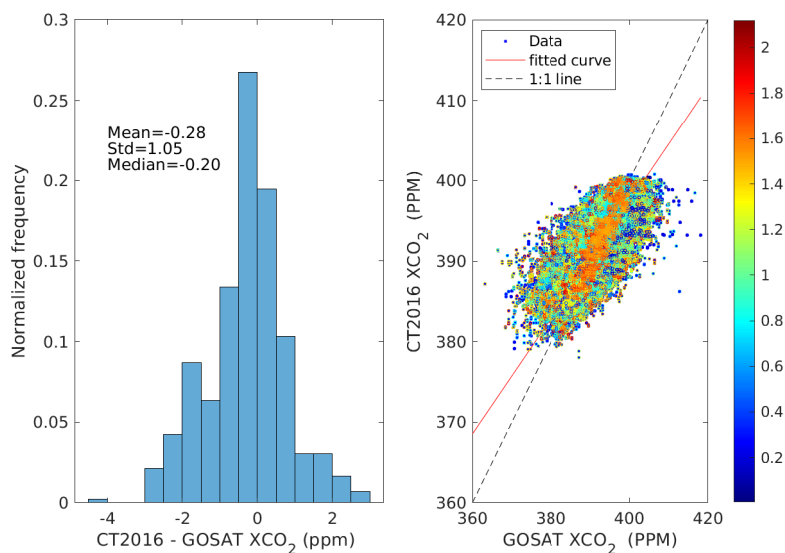 0.3
0.25
0.2
0.15
0.1
0.05
0
Normalized frequency
Mean=-0.28
Std=1.05
Median=-0.20
-4 -2 0 2
CT2016 - GOSAT XCO₂ (ppm)
420
410
400
390
380
370
360
CT2016 XCO₂ (PPM)
Data
fitted curve
1:1 line
360 380 400 420
GOSAT XCO₂ (PPM)
2
1.8
1.6
1.4
1.2
1
0.8
0.6
0.4
0.2